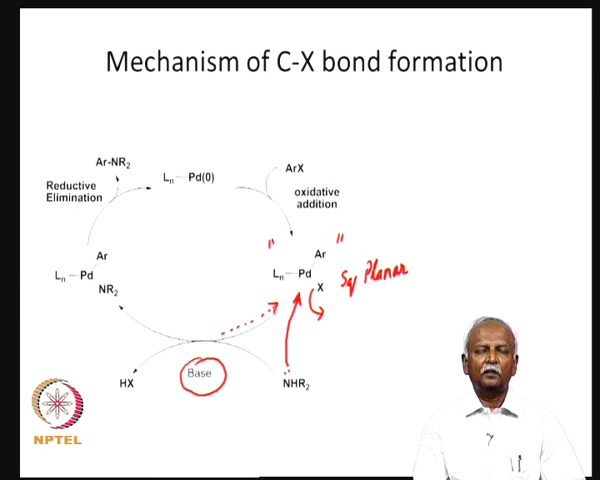 Mechanism of C-X bond formation
Ar-NR2
Ln Pd(0)
ArX
Reductive
Elimination
oxidative
addition
Ar
Ln Pd
NR2
" Ar "
Ln Pd
X
Sq Planar
Base
HX
NHR2
NPTEL